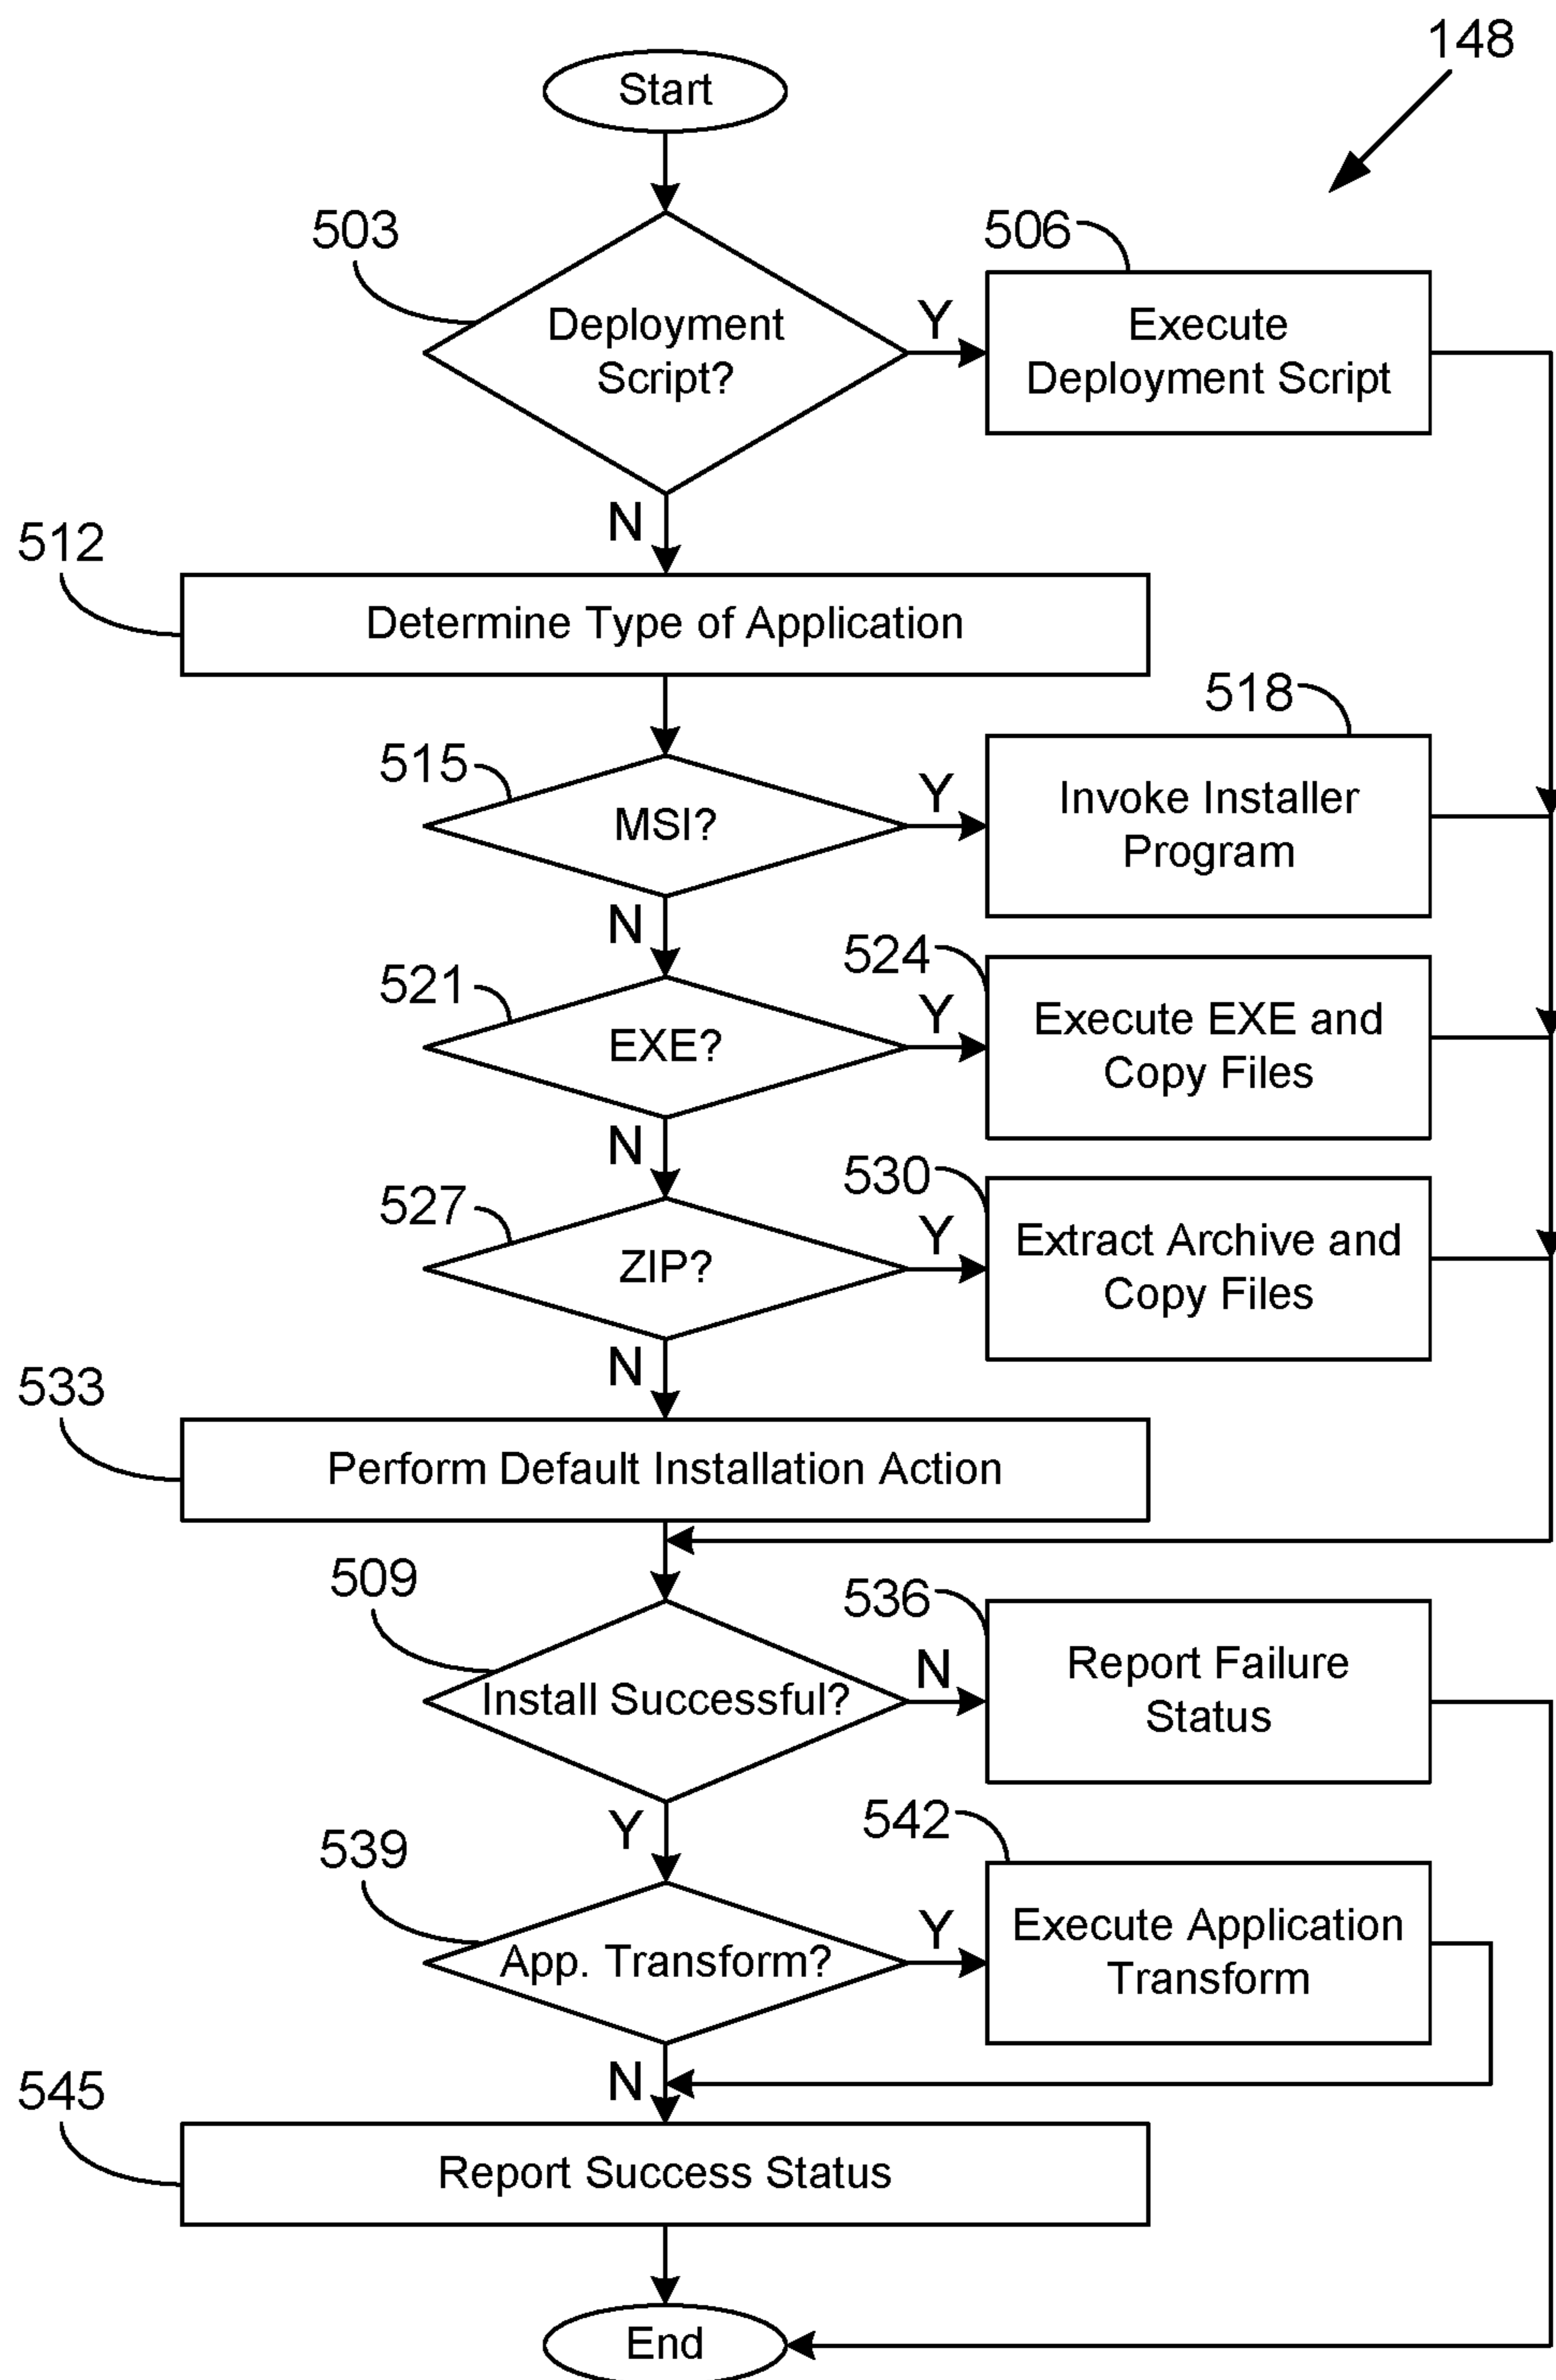 148
Start
503
506
Deployment
Script?
Y
Execute
Deployment Script
N
512
Determine Type of Application
518
515
MSI?
Y
Invoke Installer
Program
N
524
521
EXE?
Y
Execute EXE and
Copy Files
N
530
527
ZIP?
Y
Extract Archive and
Copy Files
N
533
Perform Default Installation Action
509
536
Install Successful?
N
Report Failure
Status
Y
542
539
App. Transform?
Y
Execute Application
Transform
N
545
Report Success Status
End